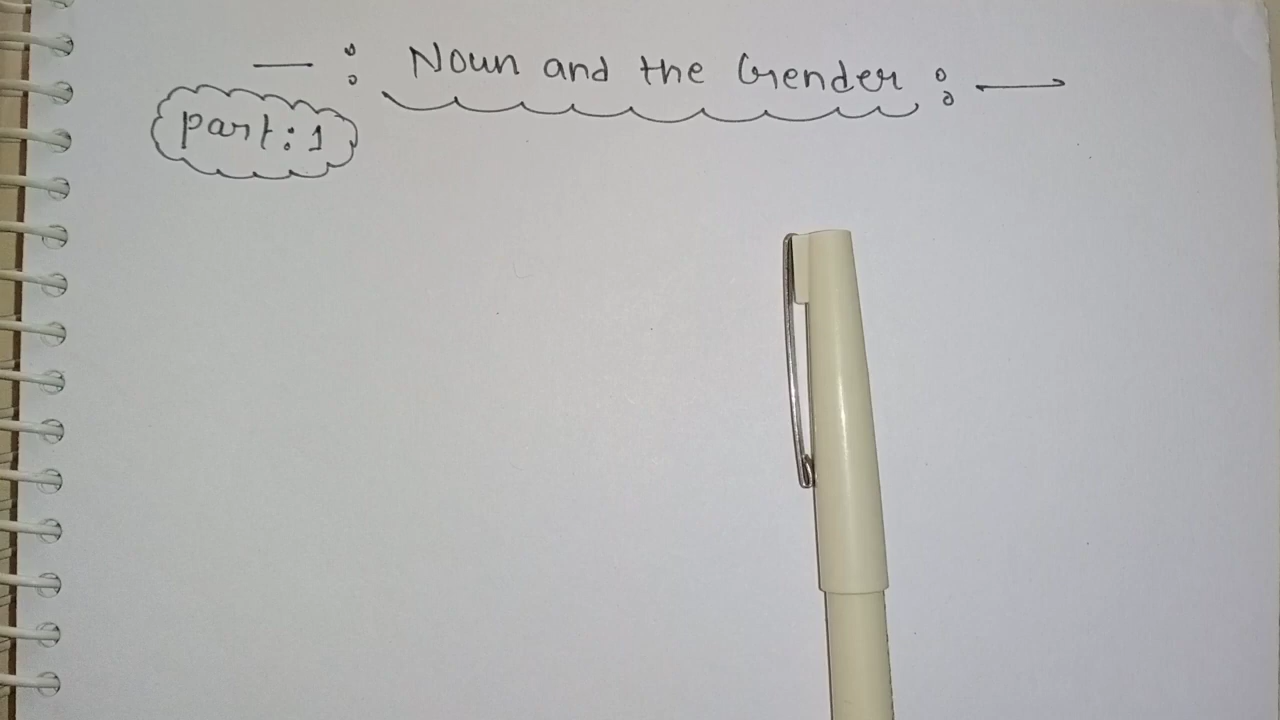 —: Noun and the Gender :—
part: 1